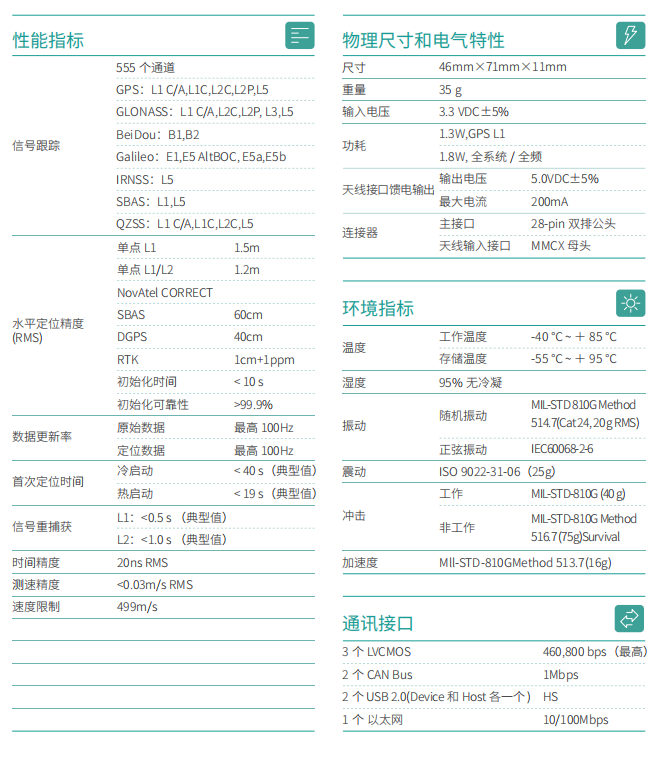 性能指标
信号跟踪
555 个通道
GPS：L1 C/A,L1C,L2C,L2P,L5
GLONASS：L1 C/A,L2C,L2P, L3,L5
BeiDou：B1,B2
Galileo：E1,E5 AltBOC, E5a,E5b
IRNSS：L5
SBAS：L1,L5
QZSS：L1 C/A,L1C,L2C,L5
水平定位精度
(RMS)
单点 L1 1.5m
单点 L1/L2 1.2m
NovAtel CORRECT
SBAS 60cm
DGPS 40cm
RTK 1cm+1ppm
初始化时间 < 10 s
初始化可靠性 >99.9%
数据更新率
原始数据 最高 100Hz
定位数据 最高 100Hz
首次定位时间
冷启动 < 40 s（典型值）
热启动 < 19 s（典型值）
信号重捕获
L1：<0.5 s （典型值）
L2：<1.0 s （典型值）
时间精度 20ns RMS
测速精度 <0.03m/s RMS
速度限制 499m/s
物理尺寸和电气特性
尺寸 46mm×71mm×11mm
重量 35 g
输入电压 3.3 VDC±5%
功耗
1.3W,GPS L1
1.8W, 全系统 / 全频
天线接口馈电输出
输出电压 5.0VDC±5%
最大电流 200mA
连接器
主接口 28-pin 双排公头
天线输入接口 MMCX 母头
环境指标
温度
工作温度 -40 °C ~ ＋ 85 °C
存储温度 -55 °C ~ ＋ 95 °C
湿度 95% 无冷凝
振动
随机振动
MIL-STD 810G Method
514.7(Cat 24, 20 g RMS)
正弦振动 IEC60068-2-6
震动 ISO 9022-31-06（25g）
冲击
工作 MIL-STD-810G (40 g)
非工作
MIL-STD-810G Method
516.7 (75g)Survival
加速度 MIl-STD-810GMethod 513.7(16g)
通讯接口
3 个 LVCMOS 460,800 bps（最高）
2 个 CAN Bus 1Mbps
2 个 USB 2.0(Device 和 Host 各一个 ) HS
1 个 以太网 10/100Mbps